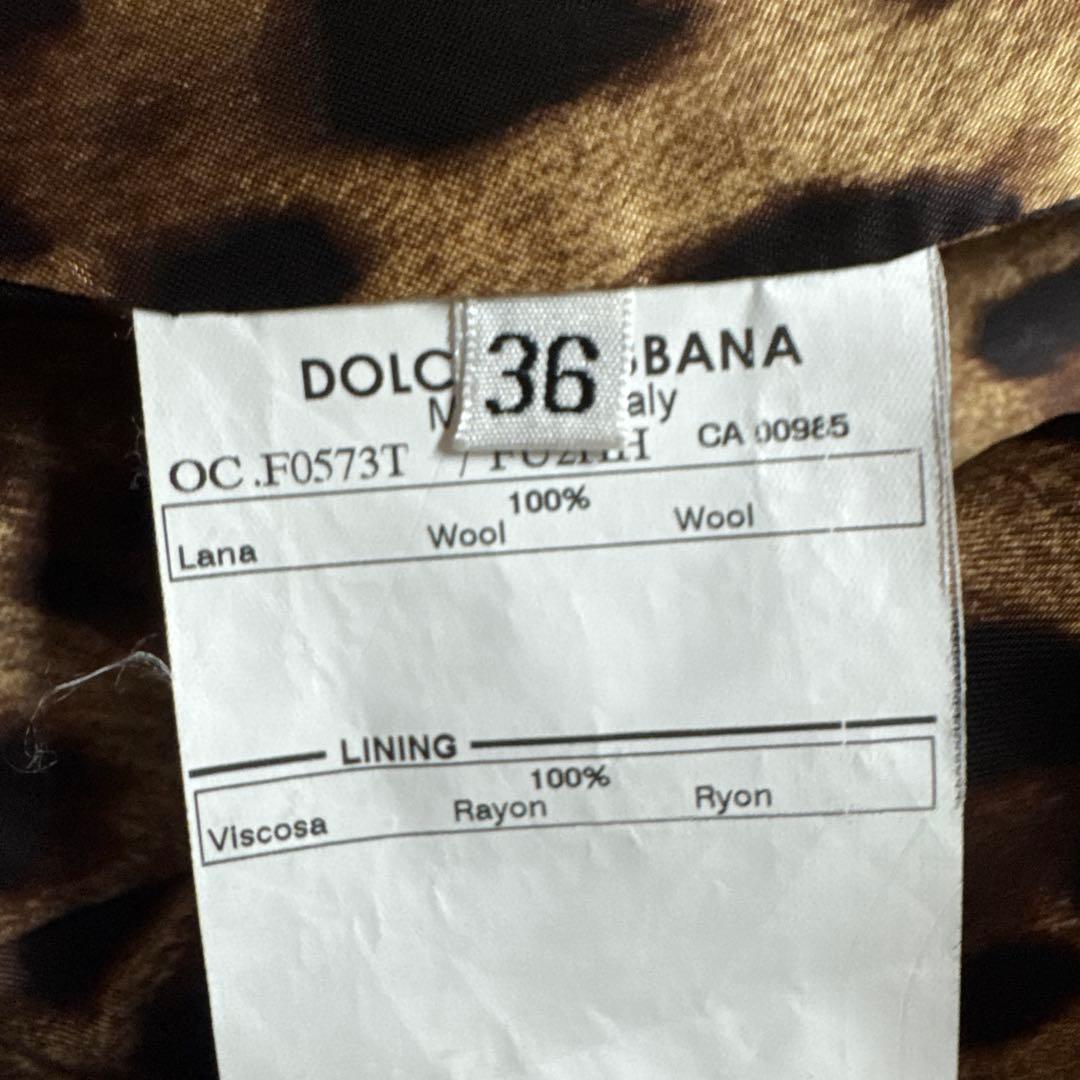 36
DOLC BBANA
M aly
OC.F0573T / CA 00985
100%
Lana Wool Wool
LINING
100%
Viscosa Rayon Ryon